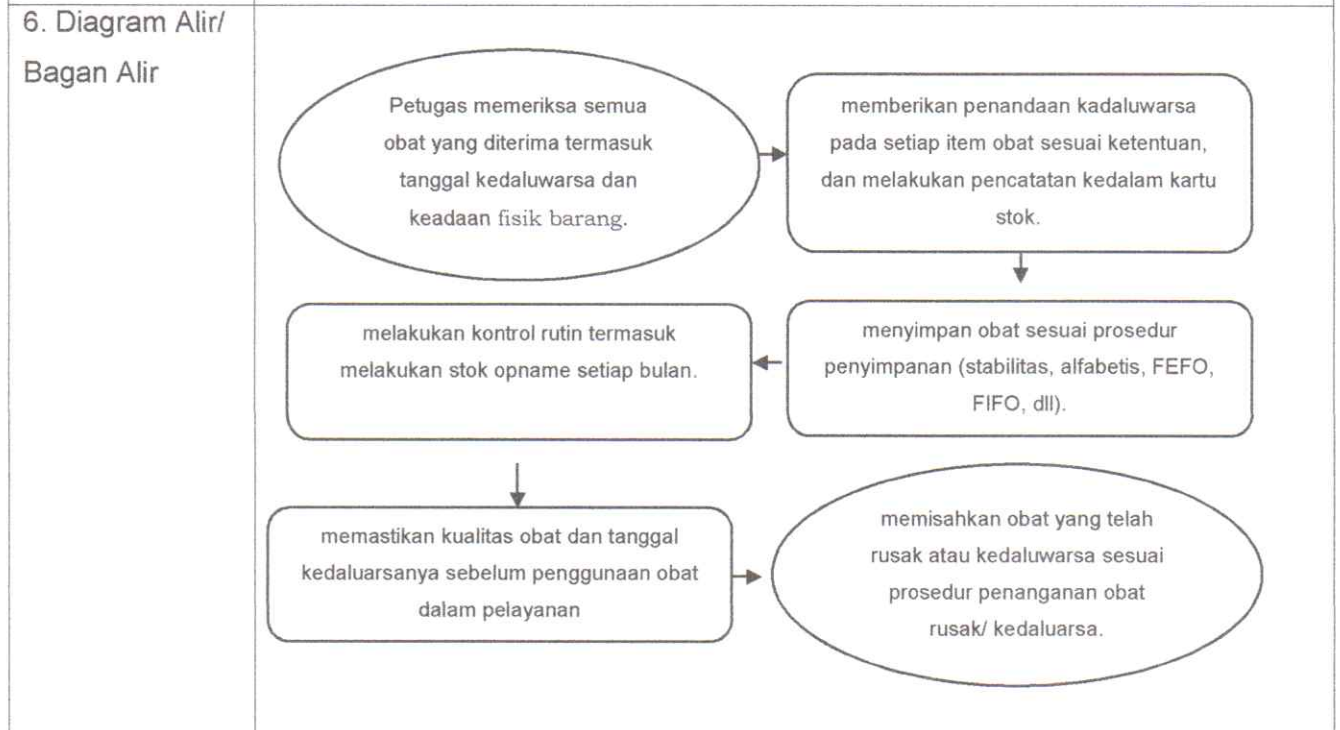 6. Diagram Alir/
Bagan Alir
Petugas memeriksa semua
obat yang diterima termasuk
tanggal kedaluwarsa dan
keadaan fisik barang.
memberikan penandaan kadaluwarsa
pada setiap item obat sesuai ketentuan,
dan melakukan pencatatan kedalam kartu
stok.
menyimpan obat sesuai prosedur
penyimpanan (stabilitas, alfabetis, FEFO,
FIFO, dll).
melakukan kontrol rutin termasuk
melakukan stok opname setiap bulan.
memastikan kualitas obat dan tanggal
kedaluarsanya sebelum penggunaan obat
dalam pelayanan
memisahkan obat yang telah
rusak atau kedaluwarsa sesuai
prosedur penanganan obat
rusak/ kedaluarsa.